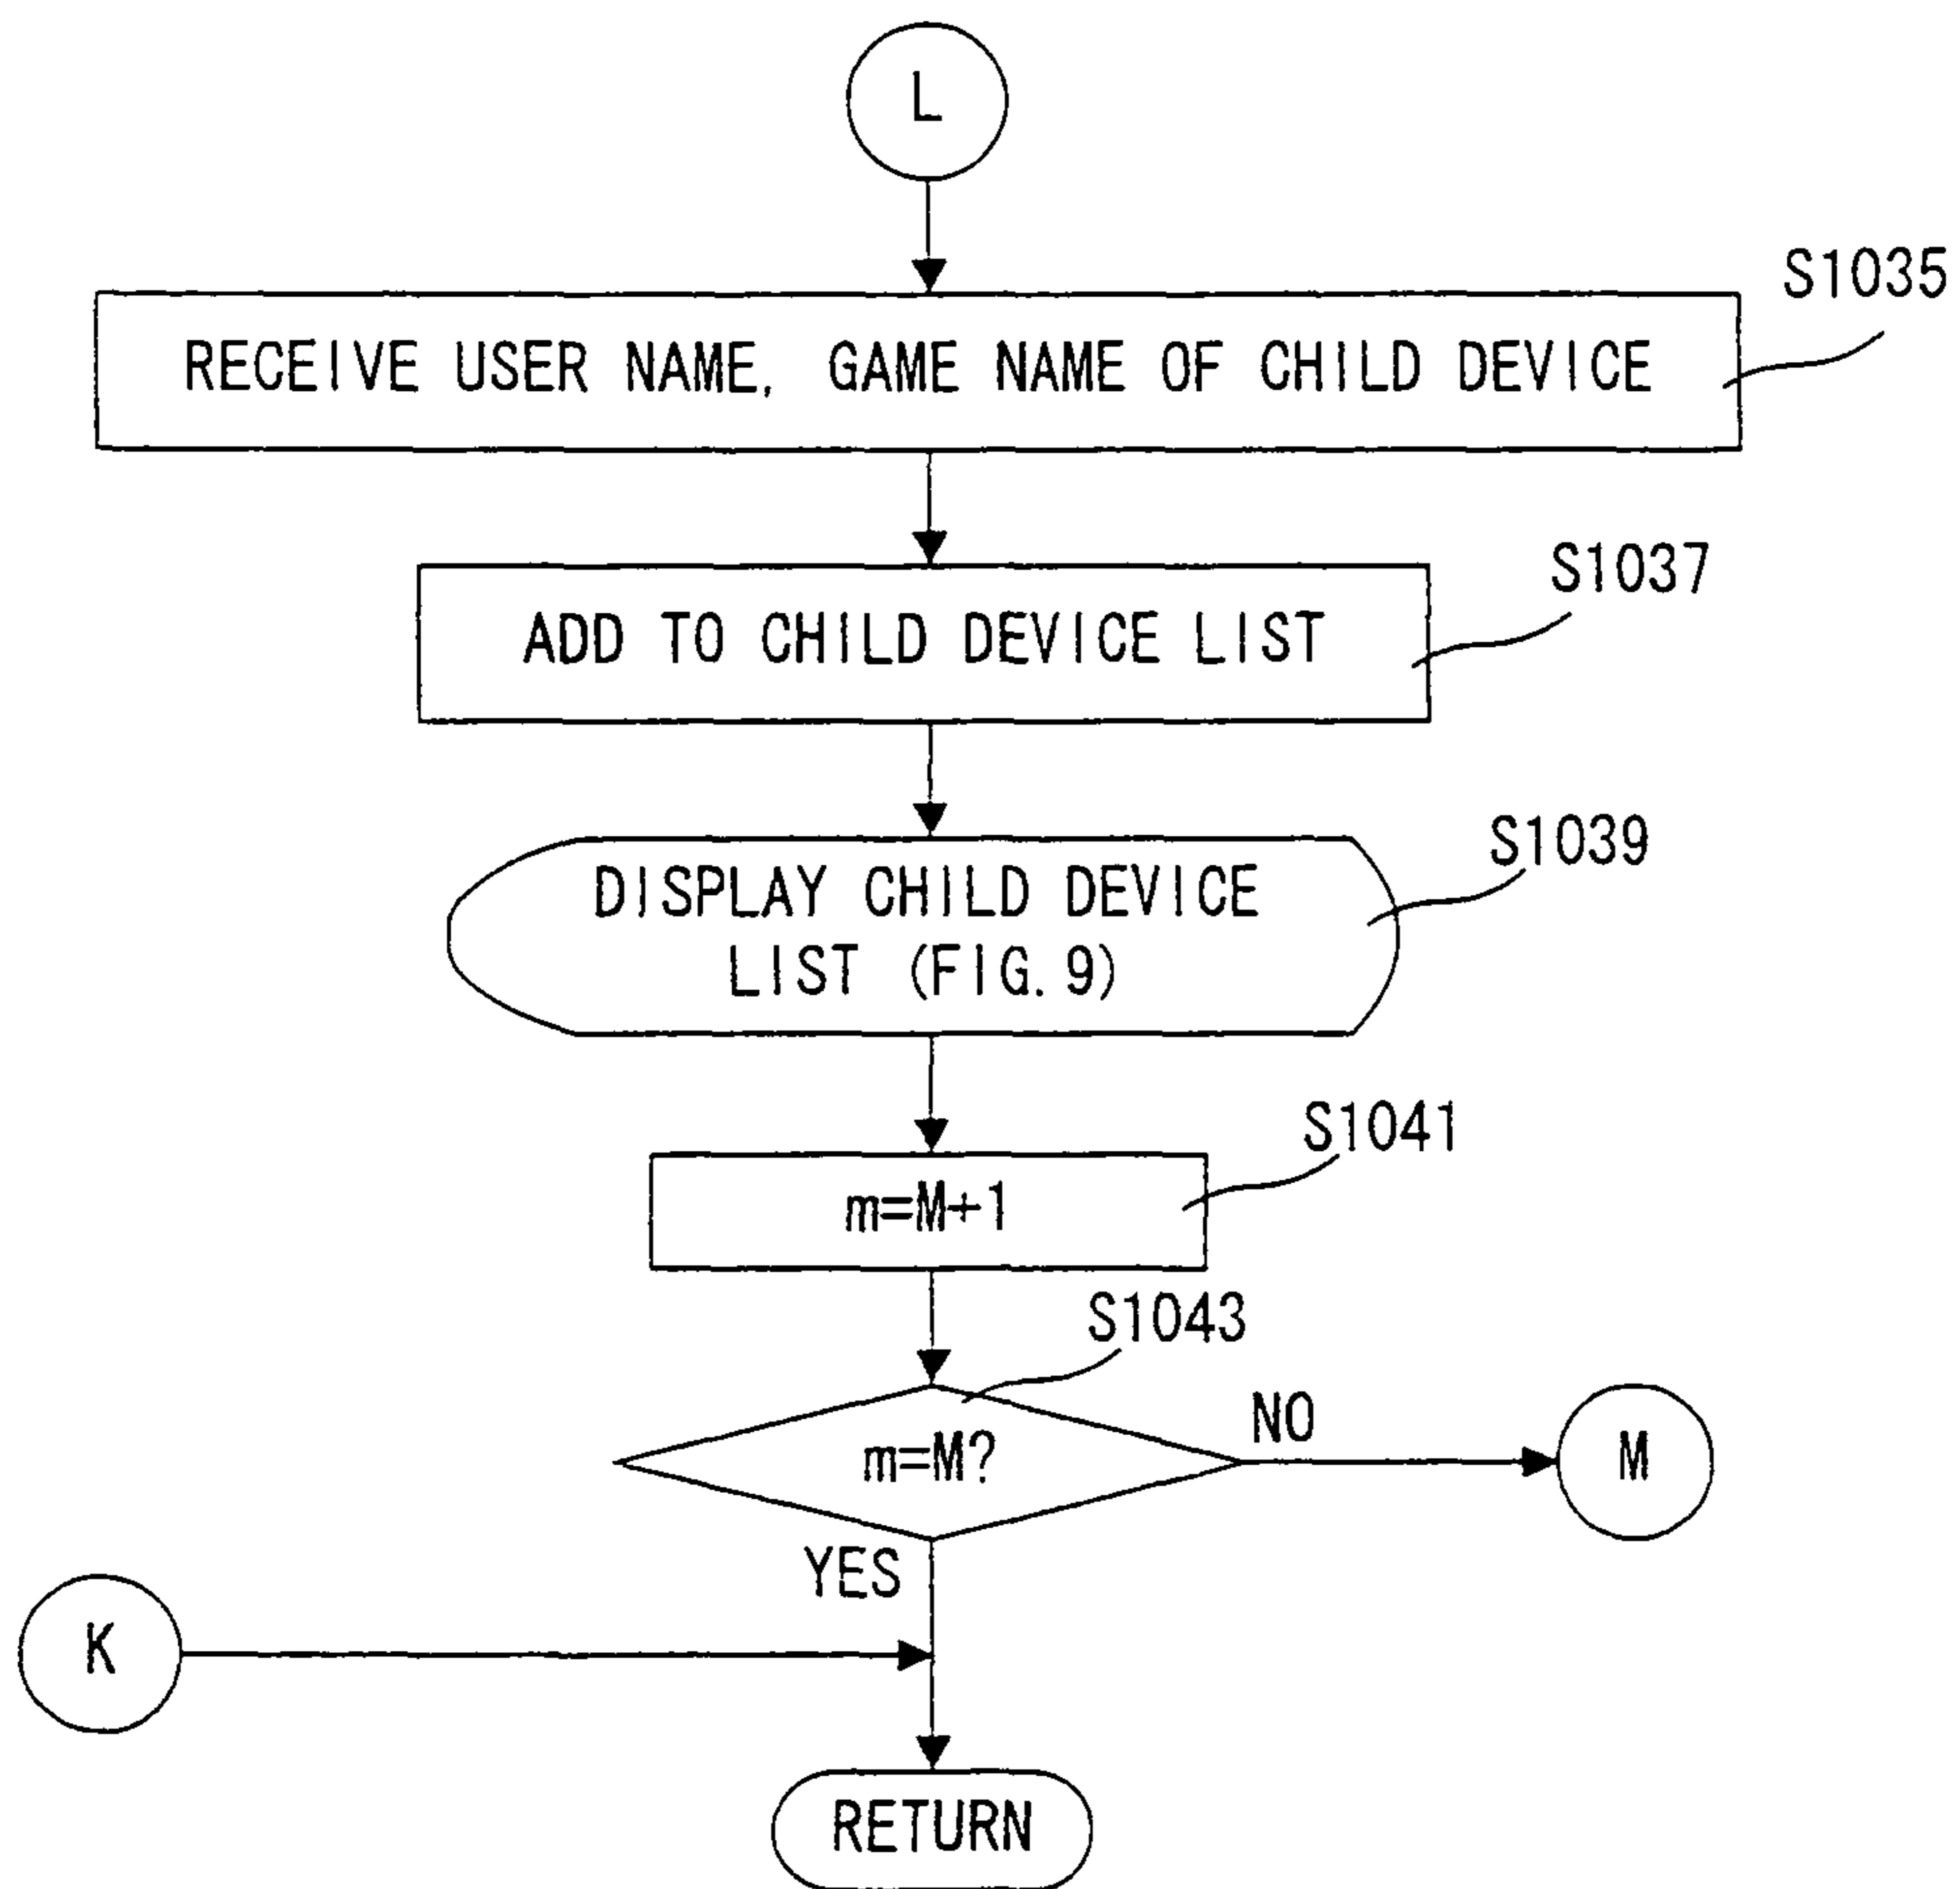 L
S1035
RECEIVE USER NAME, GAME NAME OF CHILD DEVICE
S1037
ADD TO CHILD DEVICE LIST
S1039
DISPLAY CHILD DEVICE
LIST (FIG. 9)
S1041
m=M+1
S1043
m=M?
NO
M
YES
K
RETURN